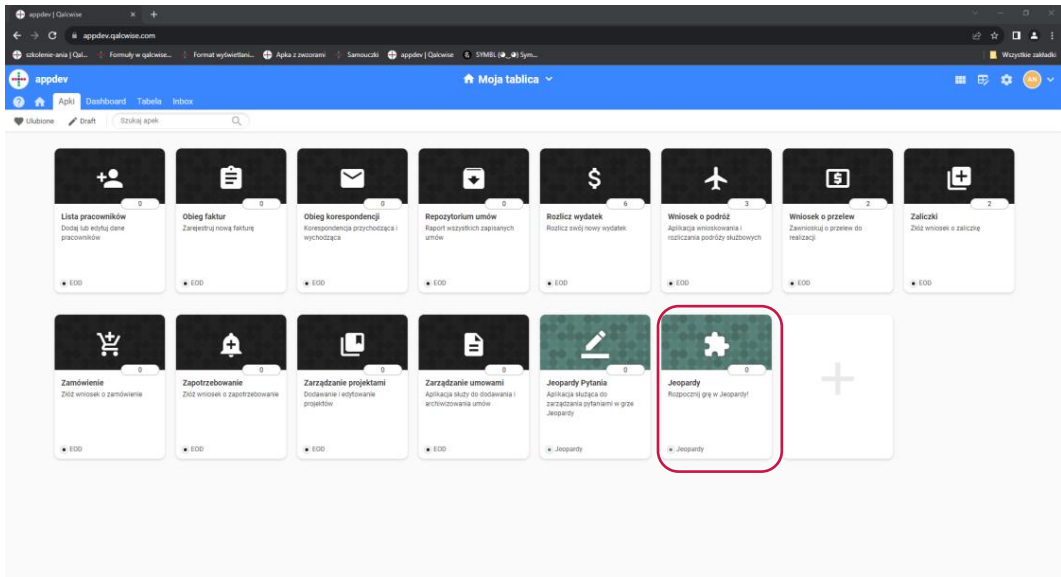 appdev | Qalcwise
appdev.qalcwise.com
szkolenie-ania | Qal...
Formuły w qalcwise...
Format wyświetlani...
Apka z zwzorami
Samouczki
appdev | Qalcwise
SYMBL (◕‿◕) Sym...
Wszystkie zakładki
appdev
Moja tablica
AN
Apki
Dashboard
Tabela
Inbox
Ulubione
Draft
Szukaj apek
0
0
0
0
6
3
2
2
Lista pracowników
Dodaj lub edytuj dane
pracowników
EOD
Obieg faktur
Zarejestruj nową fakturę
EOD
Obieg korespondencji
Korespondencja przychodząca i
wychodząca
EOD
Repozytorium umów
Raport wszystkich zapisanych
umów
EOD
Rozlicz wydatek
Rozlicz swój nowy wydatek
EOD
Wniosek o podróż
Aplikacja wnioskowania i
rozliczania podróży służbowych
EOD
Wniosek o przelew
Zawnioskuj o przelew do
realizacji
EOD
Zaliczki
Złóż wniosek o zaliczkę
EOD
0
0
0
0
0
0
Zamówienie
Złóż wniosek o zamówienie
EOD
Zapotrzebowanie
Złóż wniosek o zapotrzebowanie
EOD
Zarządzanie projektami
Dodawanie i edytowanie
projektów
EOD
Zarządzanie umowami
Aplikacja służy do dodawania i
archiwizowania umów
EOD
Jeopardy Pytania
Aplikacja służąca do
zarządzania pytaniami w grze
Jeopardy
Jeopardy
Jeopardy
Rozpocznij grę w Jeopardy!
Jeopardy